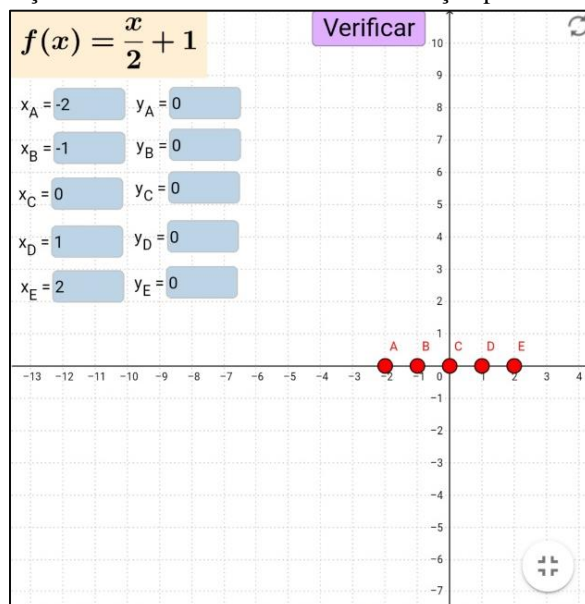 f(x) = x/2 + 1
Verificar
x_A = -2 y_A = 0
x_B = -1 y_B = 0
x_C = 0 y_C = 0
x_D = 1 y_D = 0
x_E = 2 y_E = 0
10
9
8
7
6
5
4
3
2
1
A B C D E
−13 −12 −11 −10 −9 −8 −7 −6 −5 −4 −3 −2 −1 0 1 2 3 4
−1
−2
−3
−4
−5
−6
−7